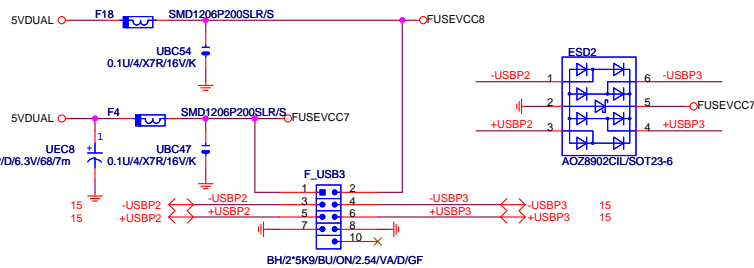 F18 SMD1206P200SLR/S
5VDUAL FUSEVCC8
UBC54
0.1U/4/X7R/16V/K
ESD2
-USBP2 1 6 -USBP3
2 5 FUSEVCC7
+USBP2 3 4 +USBP3
AOZ8902CIL/SOT23-6
F4 SMD1206P200SLR/S
5VDUAL FUSEVCC7
1
+
UEC8 UBC47
/D/6.3V/68/7m 0.1U/4/X7R/16V/K
F_USB3
1 2
15 -USBP2 -USBP2 3 4 -USBP3 -USBP3 15
15 +USBP2 +USBP2 5 6 +USBP3 +USBP3 15
7 8
10
BH/2*5K9/BU/ON/2.54/VA/D/GF